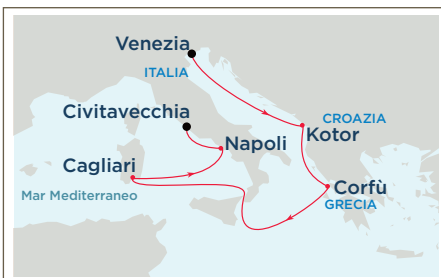 Venezia
ITALIA
Civitavecchia
CROAZIA
Kotor
Napoli
Cagliari
Corfù
Mar Mediterraneo
GRECIA